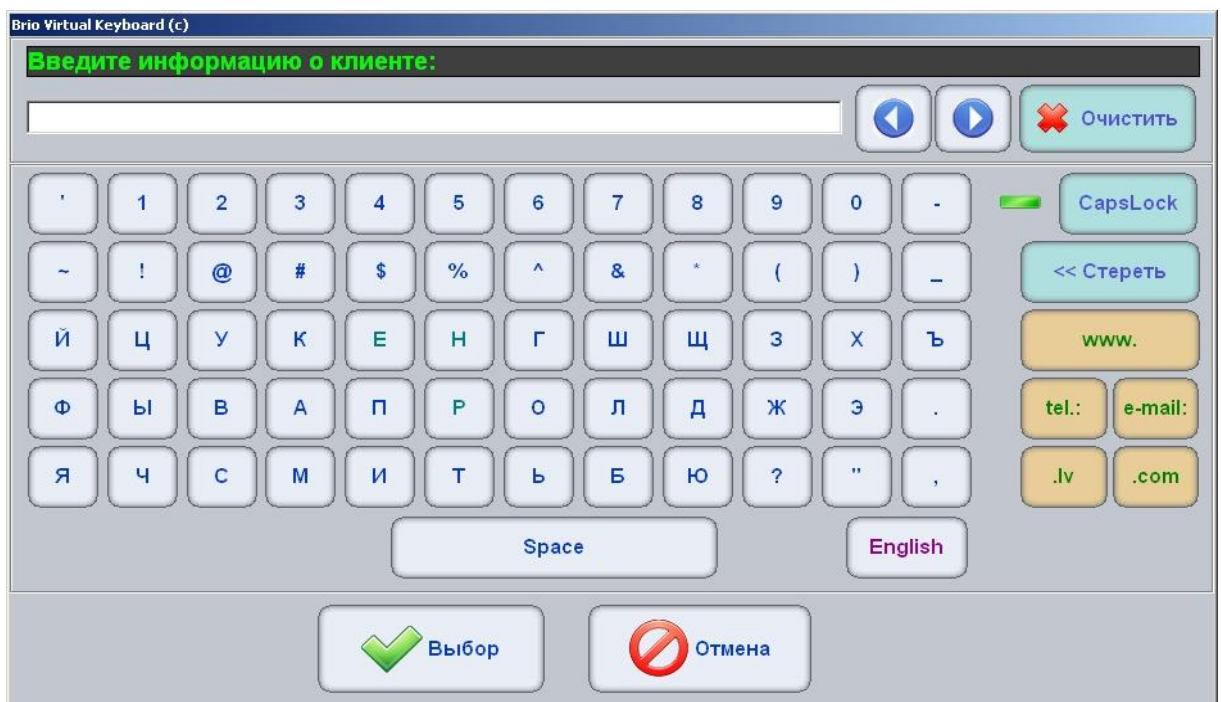 Brio Virtual Keyboard (c)
Введите информацию о клиенте:
Очистить
' 1 2 3 4 5 6 7 8 9 0 - CapsLock
~ ! @ # $ % ^ & * ( ) _ << Стереть
Й Ц У К Е Н Г Ш Щ З Х Ъ www.
Ф Ы В А П Р О Л Д Ж Э . tel.: e-mail:
Я Ч С М И Т Ь Б Ю ? " , .lv .com
Space English
Выбор Отмена